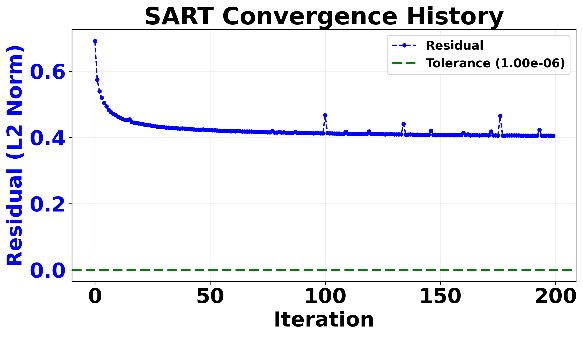 SART Convergence History
Residual (L2 Norm)
0.6
0.4
0.2
0.0
Residual
Tolerance (1.00e-06)
0 50 100 150 200
Iteration